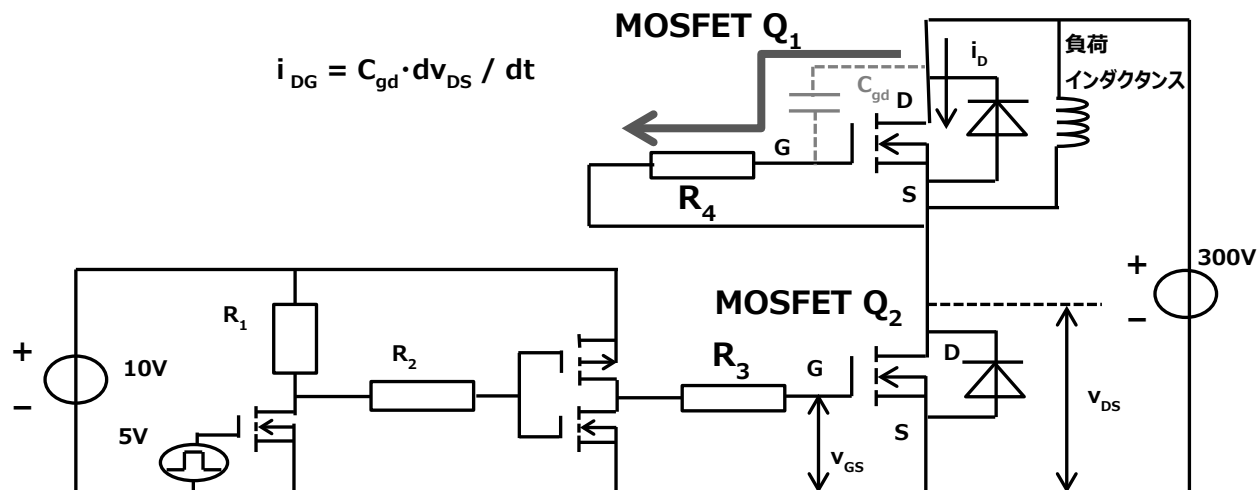 MOSFET Q1
i DG = Cgd･dvDS / dt
iD
負荷
インダクタンス
Cgd
D
G
R4
S
+
300V
−
MOSFET Q2
R1
R2
R3
G
D
S
+
10V
−
5V
vGS
vDS